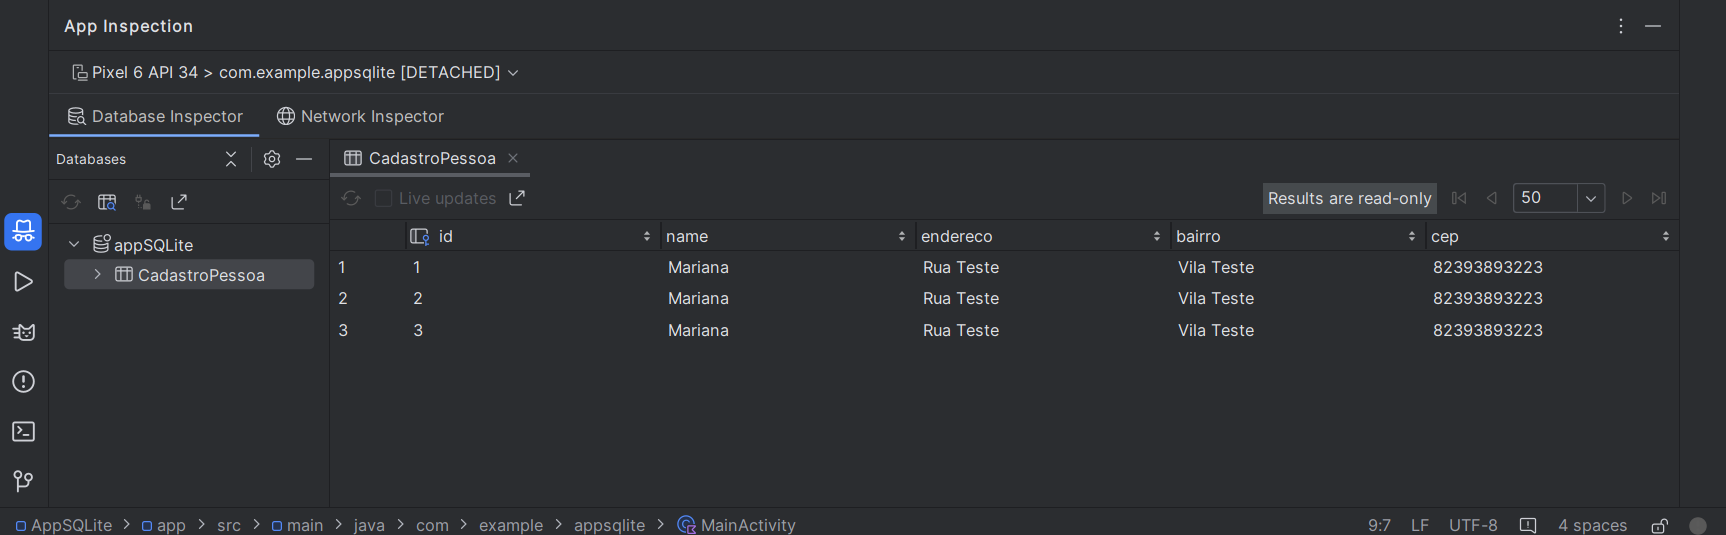 App Inspection
Pixel 6 API 34 > com.example.appsqlite [DETACHED]
Database Inspector Network Inspector
Databases
CadastroPessoa
Live updates
Results are read-only
50
appSQLite
CadastroPessoa
id name endereco bairro cep
1 1 Mariana Rua Teste Vila Teste 82393893223
2 2 Mariana Rua Teste Vila Teste 82393893223
3 3 Mariana Rua Teste Vila Teste 82393893223
AppSQLite > app > src > main > java > com > example > appsqlite > MainActivity
9:7 LF UTF-8 4 spaces